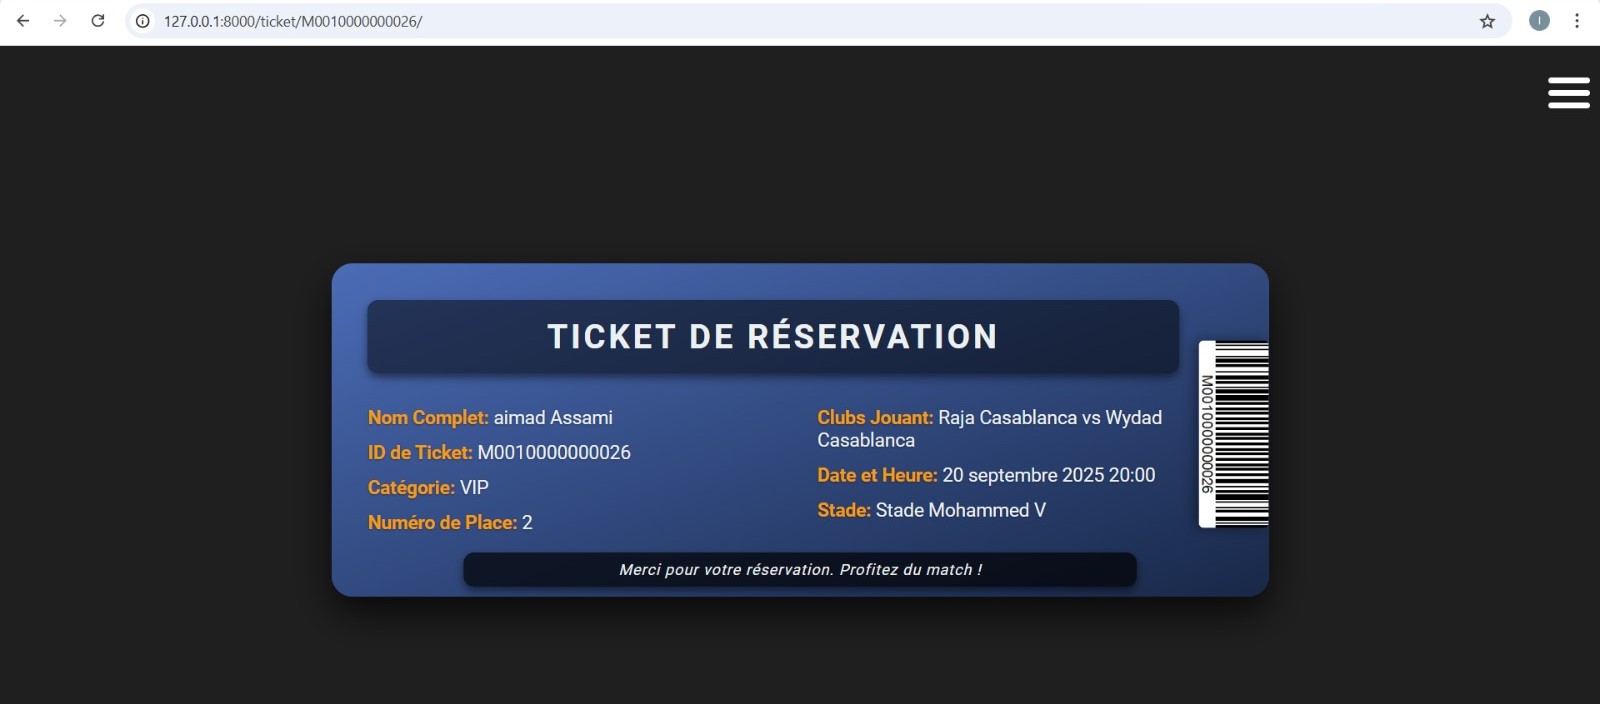 127.0.0.1:8000/ticket/M0010000000026/
I
TICKET DE RÉSERVATION
Nom Complet: aimad Assami
ID de Ticket: M0010000000026
Catégorie: VIP
Numéro de Place: 2
Clubs Jouant: Raja Casablanca vs Wydad
Casablanca
Date et Heure: 20 septembre 2025 20:00
Stade: Stade Mohammed V
M0010000000026
Merci pour votre réservation. Profitez du match !